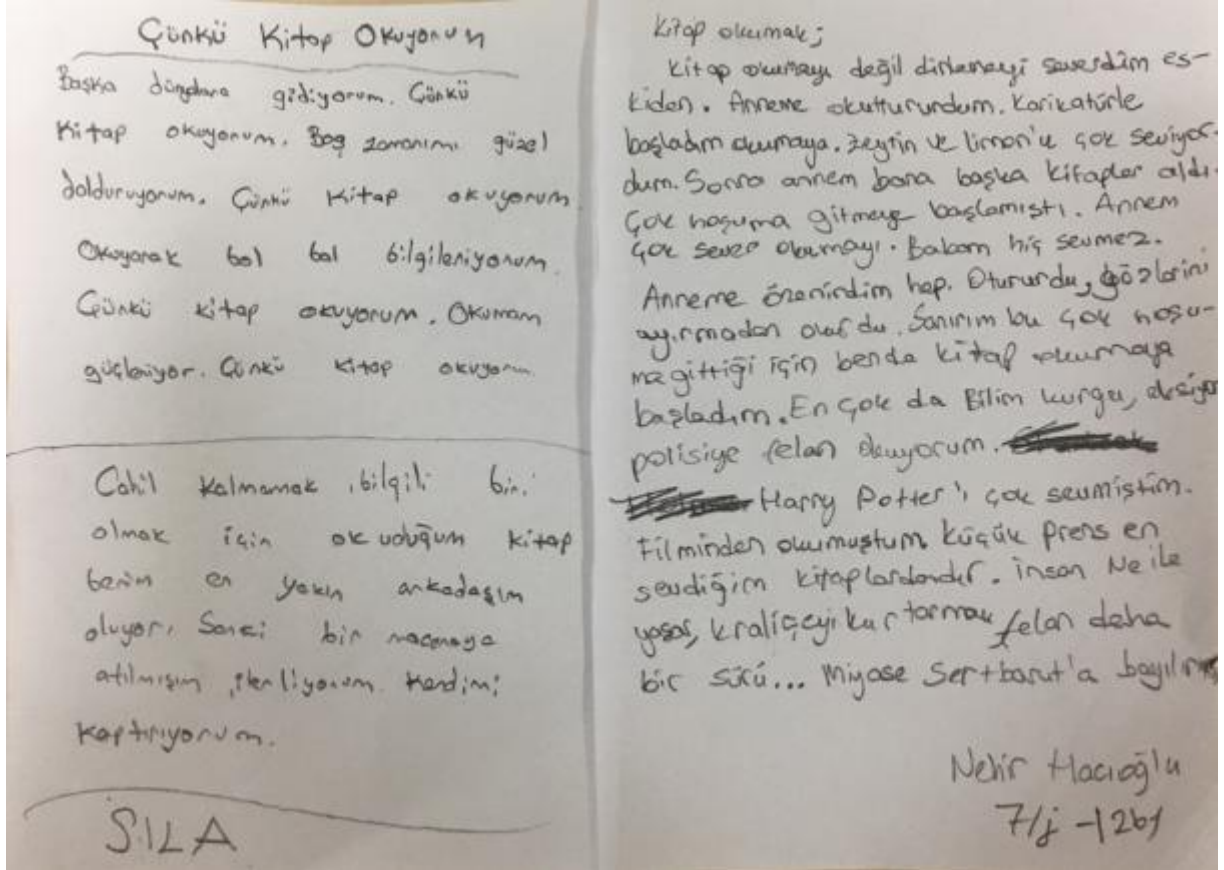 Çünkü Kitap Okuyorum
Başka dünyalara gidiyorum. Çünkü
Kitap okuyorum. Boş zamanımı güzel
dolduruyorum. Çünkü kitap okuyorum
Okuyarak bol bol bilgileniyorum.
Çünkü kitap okuyorum. Okumam
güçleniyor. Çünkü kitap okuyorum.
Cahil kalmamak, bilgili biri
olmak için okuduğum kitap
benim en yakın arkadaşım
oluyor. Sanki bir maceraya
atılmışım, ilerliyorum. Kendimi
kaptırıyorum.
SILA
Kitap okumak;
Kitap okumayı değil dinlemeyi severdim es-
kiden. Anneme okuttururdum. Karikatürle
başladım okumaya. Zeytin ve limon'u çok seviyor-
dum. Sonra annem bana başka kitaplar aldı.
Çok hoşuma gitmeye başlamıştı. Annem
çok sever okumayı. Babam hiç sevmez.
Anneme özenirdim hep. Otururdu, gözlerini
ayırmadan okurdu. Sanırım bu çok hoşu-
ma gittiği için bende kitap okumaya
başladım. En çok da Bilim kurgu, aksiyon
polisiye felan okuyorum.
Harry Potter'ı çok sevmiştim.
Filminden okumuştum. Küçük Prens en
sevdiğim kitaplardandır. İnsan Ne ile
yaşar, kraliçeyi kurtarmak felan daha
bir sürü... Miyase Sertbarut'a bayılırım
Nehir Hacıoğlu
7/j - 1261